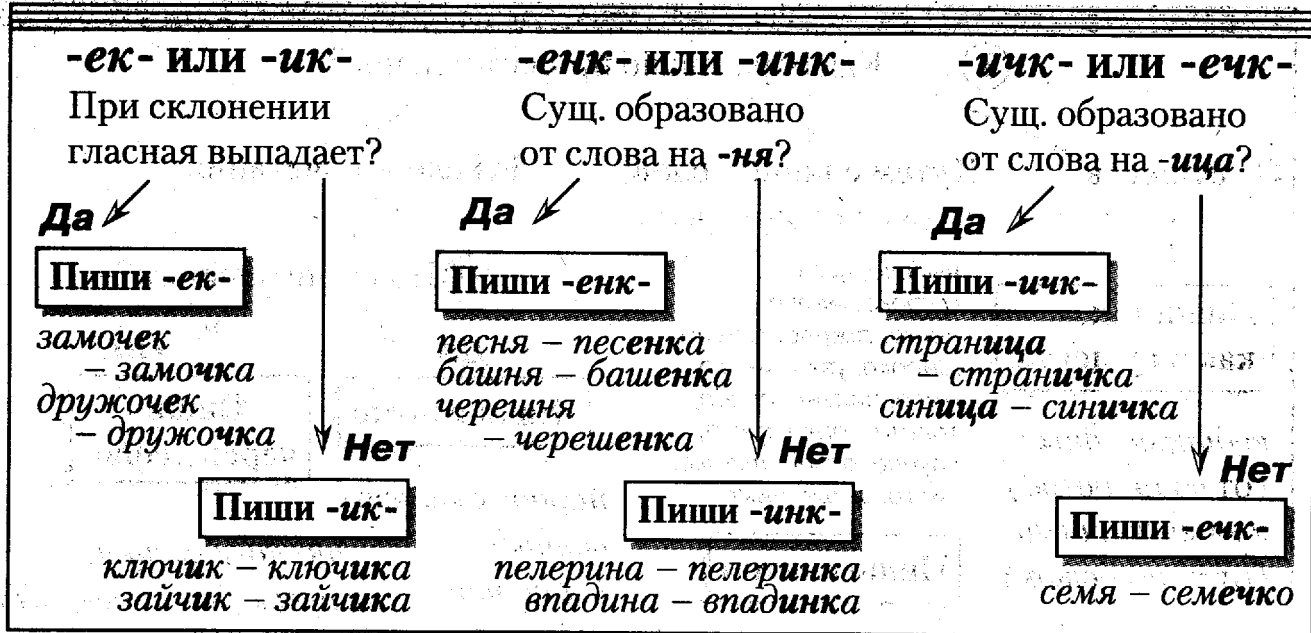 -ек- или -ик-
При склонении
гласная выпадает?
Да
Пиши -ек-
замочек
– замочка
дружочек
– дружочка
Нет
Пиши -ик-
ключик – ключика
зайчик – зайчика
-енк- или -инк-
Сущ. образовано
от слова на -ня?
Да
Пиши -енк-
песня – песенка
башня – башенка
черешня
– черешенка
Нет
Пиши -инк-
пелерина – пелеринка
впадина – впадинка
-ичк- или -ечк-
Сущ. образовано
от слова на -ица?
Да
Пиши -ичк-
страница
– страничка
синица – синичка
Нет
Пиши -ечк-
семя – семечко